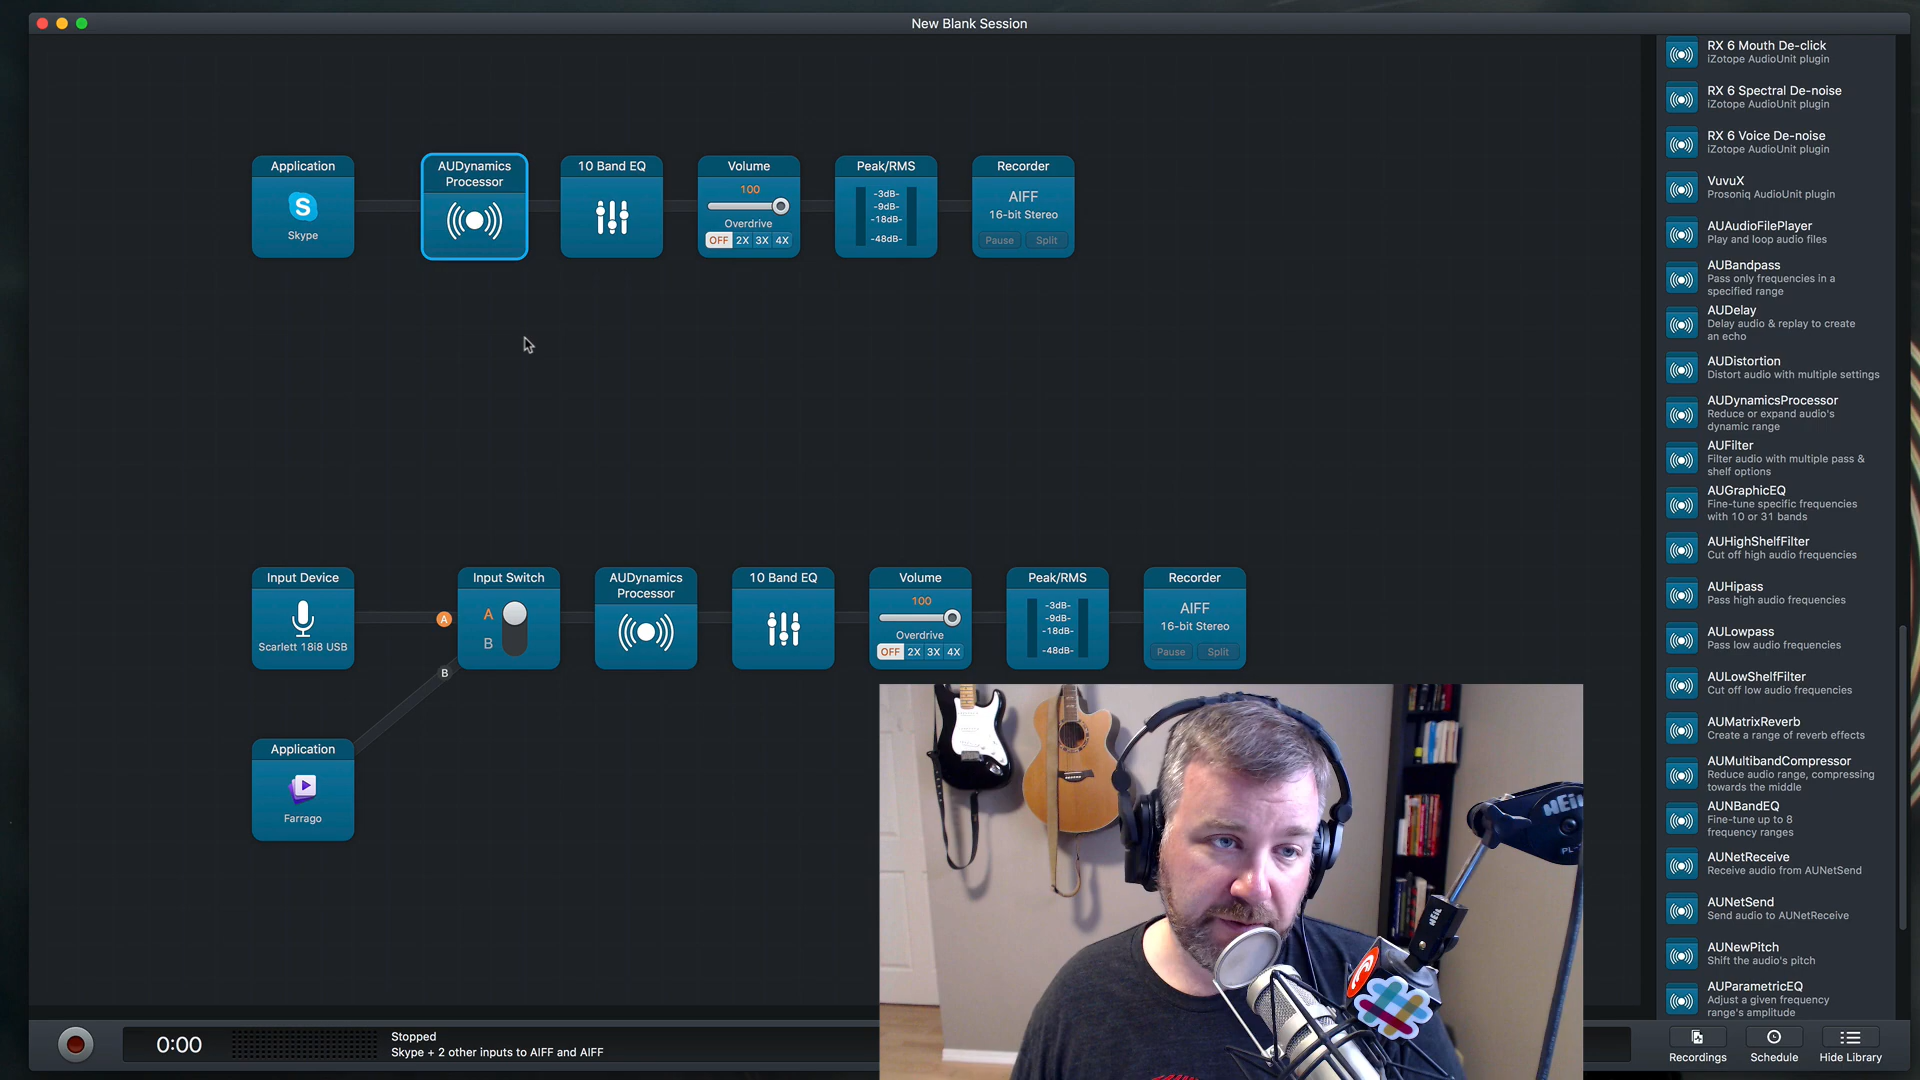 New Blank Session
Application
Skype
AUDynamics
Processor
10 Band EQ
Volume
100
Overdrive
OFF 2X 3X 4X
Peak/RMS
-3dB-
-9dB-
-18dB-
-48dB-
Recorder
AIFF
16-bit Stereo
Pause Split
Input Device
Scarlett 18i8 USB
A
B
Input Switch
A
B
AUDynamics
Processor
10 Band EQ
Volume
100
Overdrive
OFF 2X 3X 4X
Peak/RMS
-3dB-
-9dB-
-18dB-
-48dB-
Recorder
AIFF
16-bit Stereo
Pause Split
Application
Farrago
RX 6 Mouth De-click
iZotope AudioUnit plugin
RX 6 Spectral De-noise
iZotope AudioUnit plugin
RX 6 Voice De-noise
iZotope AudioUnit plugin
VuvuX
Prosoniq AudioUnit plugin
AUAudioFilePlayer
Play and loop audio files
AUBandpass
Pass only frequencies in a
specified range
AUDelay
Delay audio & replay to create
an echo
AUDistortion
Distort audio with multiple settings
AUDynamicsProcessor
Reduce or expand audio's
dynamic range
AUFilter
Filter audio with multiple pass &
shelf options
AUGraphicEQ
Fine-tune specific frequencies
with 10 or 31 bands
AUHighShelfFilter
Cut off high audio frequencies
AUHipass
Pass high audio frequencies
AULowpass
Pass low audio frequencies
AULowShelfFilter
Cut off low audio frequencies
AUMatrixReverb
Create a range of reverb effects
AUMultibandCompressor
Reduce audio range, compressing
towards the middle
AUNBandEQ
Fine-tune up to 8
frequency ranges
AUNetReceive
Receive audio from AUNetSend
AUNetSend
Send audio to AUNetReceive
AUNewPitch
Shift the audio's pitch
AUParametricEQ
Adjust a given frequency
range's amplitude
HEIL
PL-
HEIL
0:00
Stopped
Skype + 2 other inputs to AIFF and AIFF
Recordings
Schedule
Hide Library